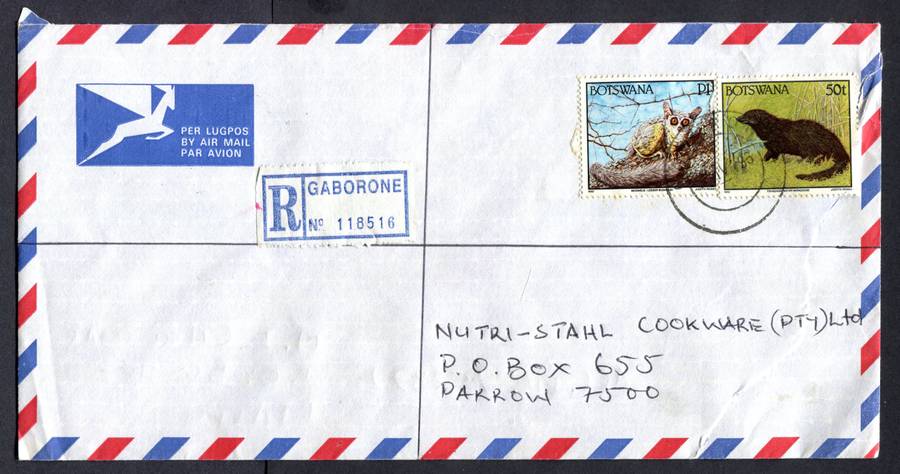 PER LUGPOS
BY AIR MAIL
PAR AVION
R
GABORONE
Nº 118516
BOTSWANA P1
BOTSWANA 50t
NUTRI-STAHL COOKWARE (PTY) Ltd
P.O. BOX 655
PARROW 7500